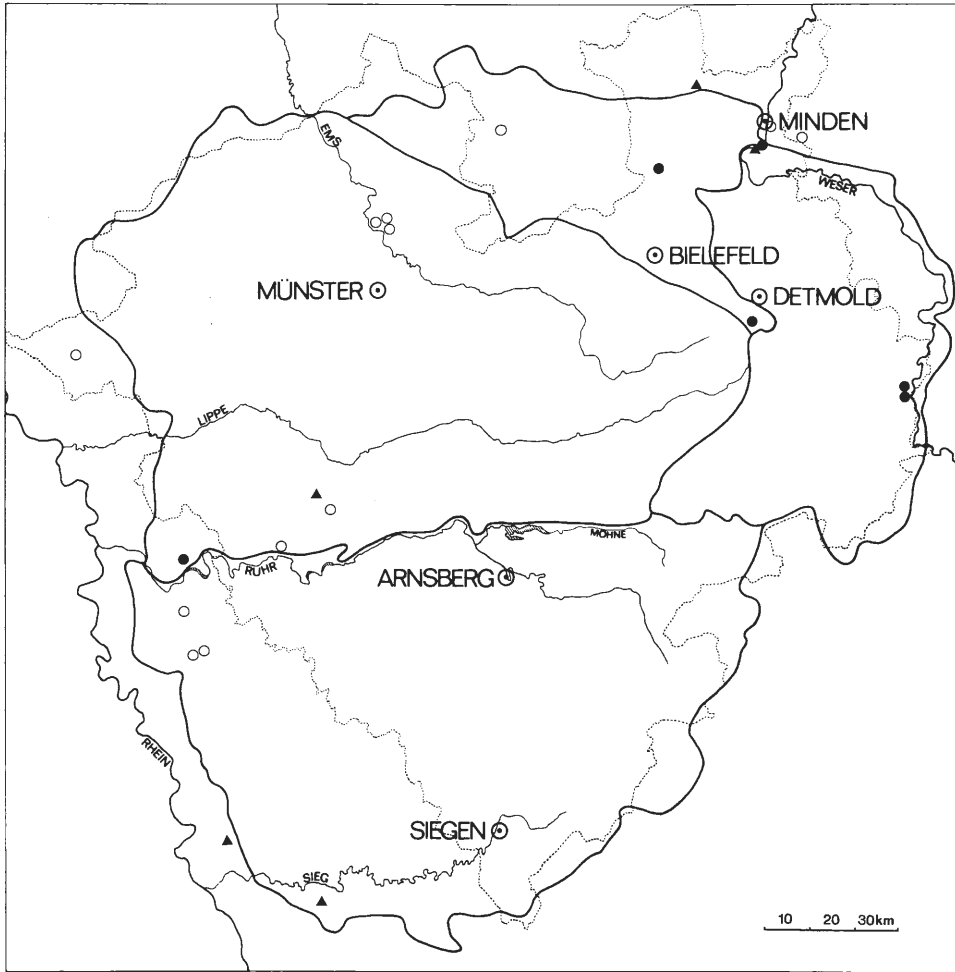 EMS
MINDEN
WESER
BIELEFELD
MÜNSTER
DETMOLD
LIPPE
MÖHNE
RUHR
ARNSBERG
RHEIN
SIEGEN
SIEG
10 20 30km